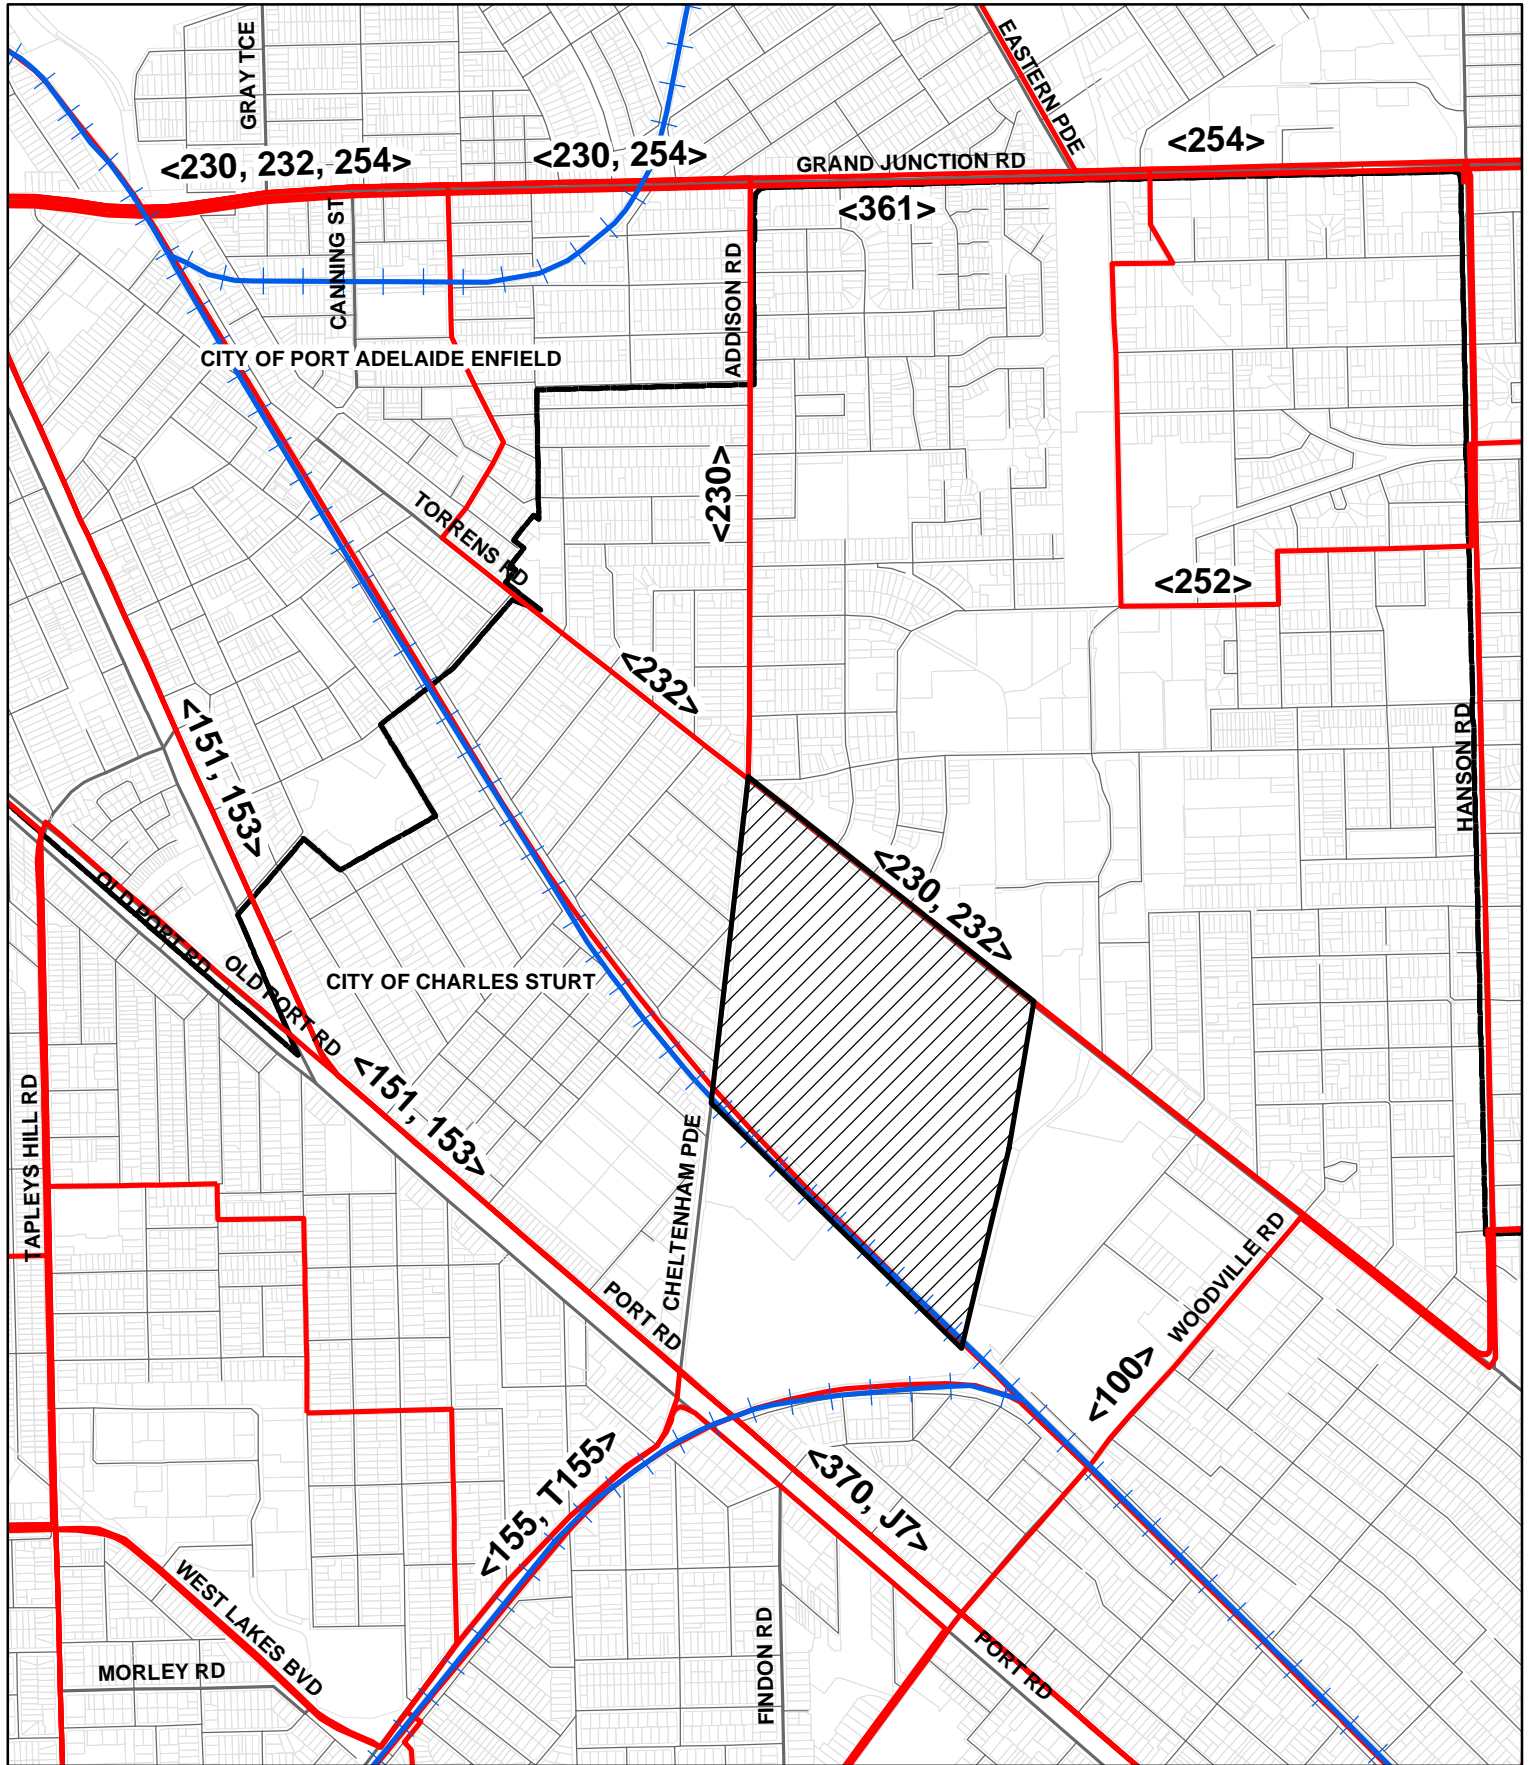 GRAY TCE
EASTERN PDE
<230, 232, 254>
<230, 254>
GRAND JUNCTION RD
<254>
<361>
CANNING ST
ADDISON RD
CITY OF PORT ADELAIDE ENFIELD
<230>
TORRENS RD
<252>
<232>
<151, 153>
HANSON RD
<230, 232>
OLD PORT RD
OLD PORT RD
CITY OF CHARLES STURT
<151, 153>
TAPLEYS HILL RD
CHELTENHAM PDE
PORT RD
WOODVILLE RD
<100>
<155, T155>
<370, J7>
WEST LAKES BVD
MORLEY RD
FINDON RD
PORT RD